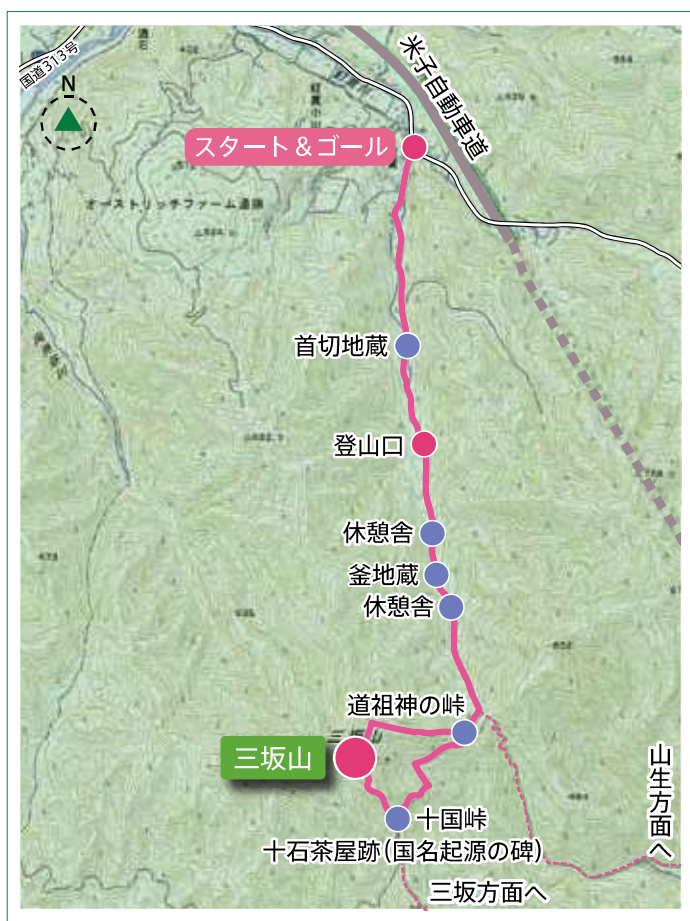 国道313号
N
米子自動車道
スタート＆ゴール
オーストリッチファーム遺跡
首切地蔵
登山口
休憩舎
釜地蔵
休憩舎
道祖神の峠
三坂山
三坂山
十国峠
十石茶屋跡(国名起源の碑)
山生方面へ
三坂方面へ